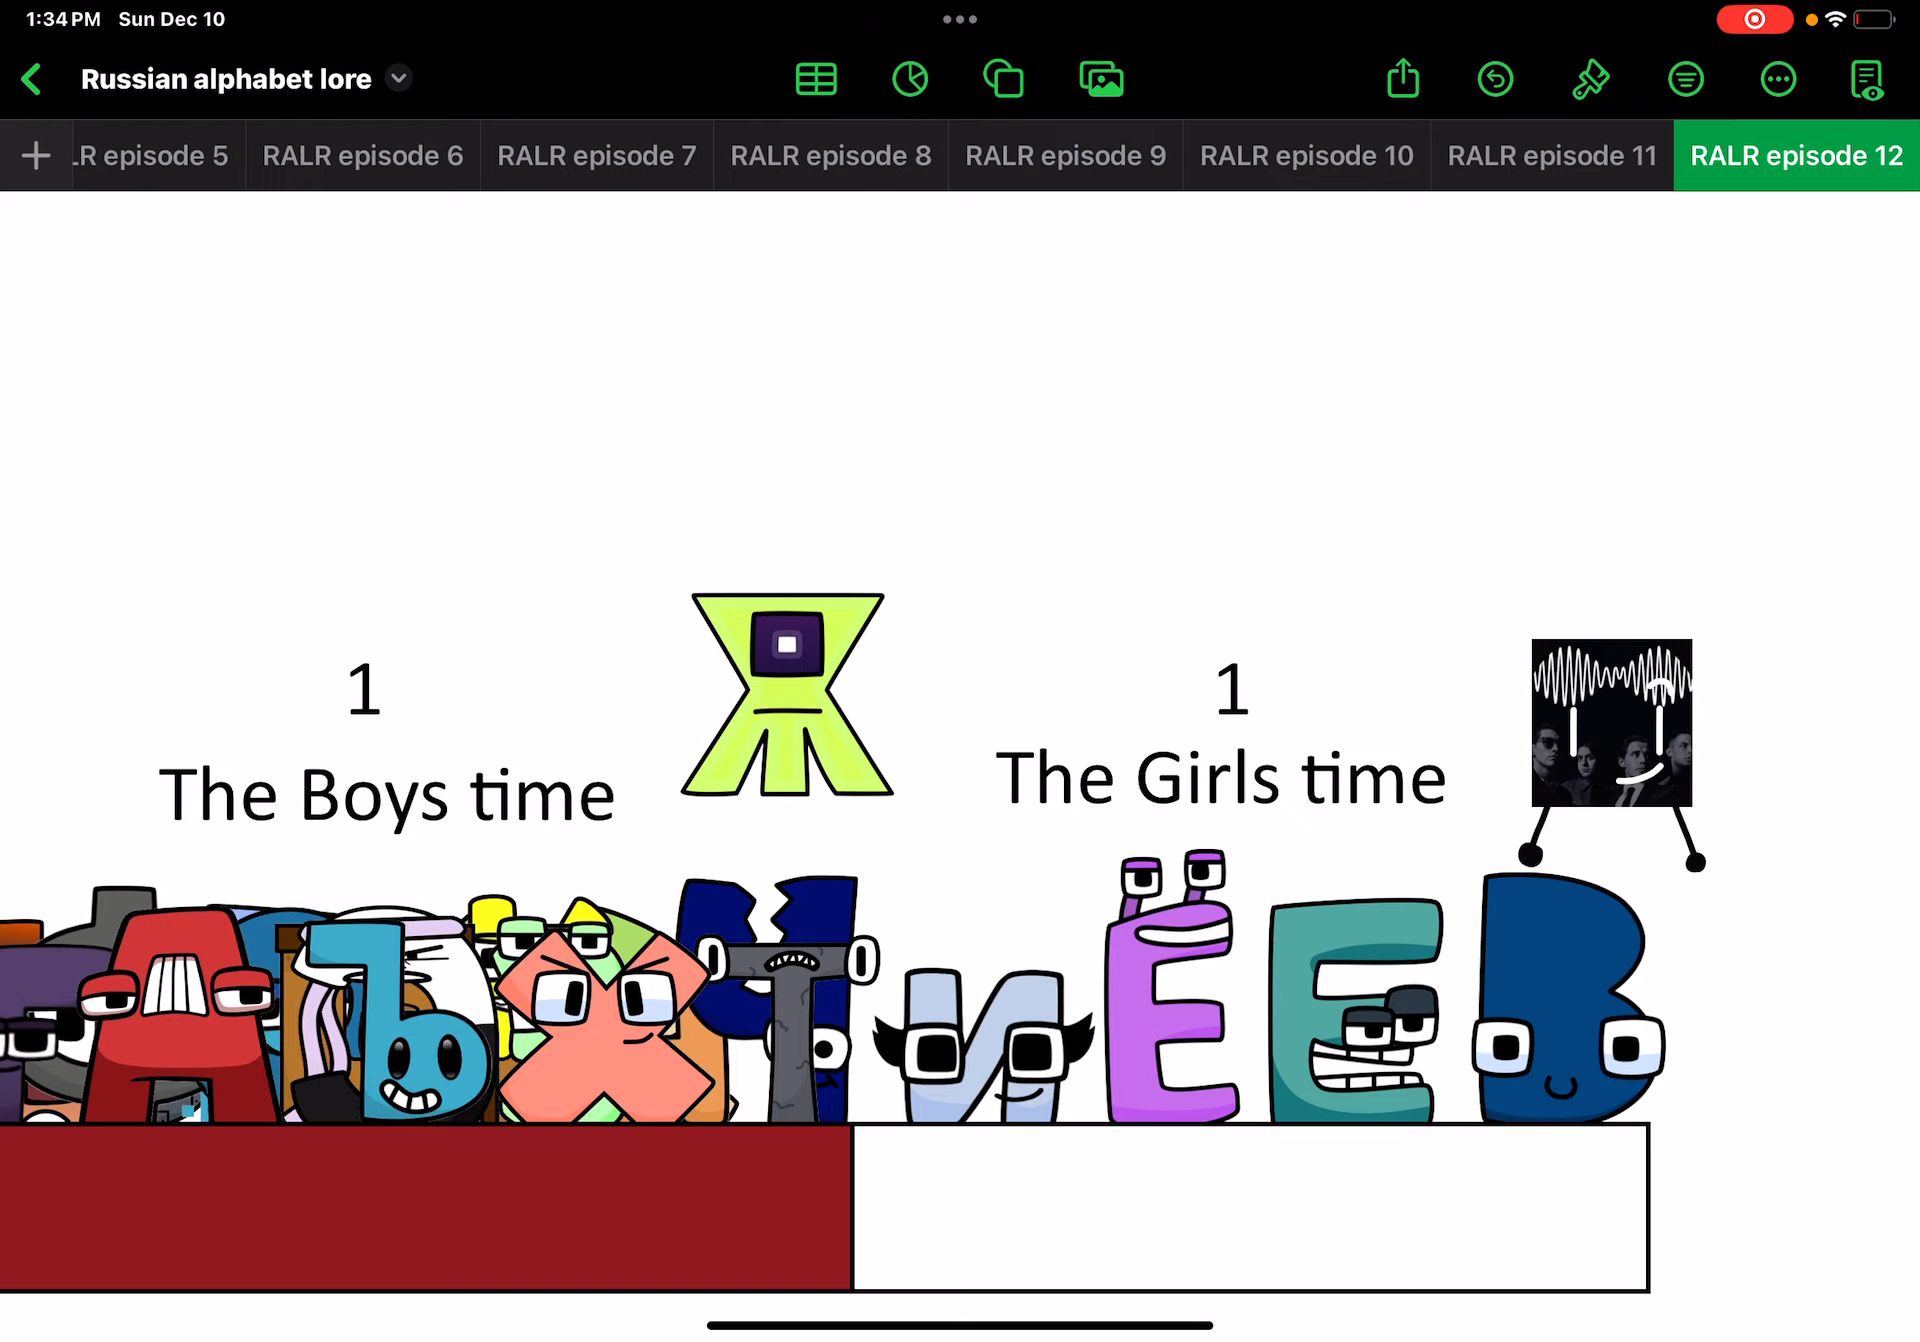 1:34 PM Sun Dec 10
Russian alphabet lore
LR episode 5 RALR episode 6 RALR episode 7 RALR episode 8 RALR episode 9 RALR episode 10 RALR episode 11 RALR episode 12
1
The Boys time
1
The Girls time
А Ъ Х Ч Т И Ё Е В